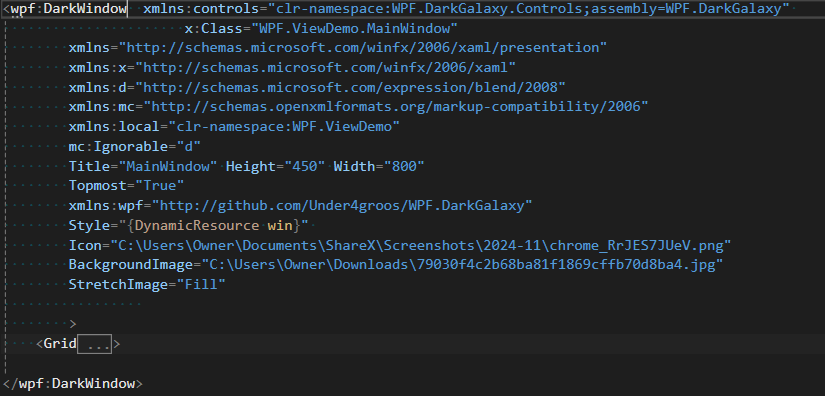 <wpf:DarkWindow xmlns:controls="clr-namespace:WPF.DarkGalaxy.Controls;assembly=WPF.DarkGalaxy"
x:Class="WPF.ViewDemo.MainWindow"
xmlns="http://schemas.microsoft.com/winfx/2006/xaml/presentation"
xmlns:x="http://schemas.microsoft.com/winfx/2006/xaml"
xmlns:d="http://schemas.microsoft.com/expression/blend/2008"
xmlns:mc="http://schemas.openxmlformats.org/markup-compatibility/2006"
xmlns:local="clr-namespace:WPF.ViewDemo"
mc:Ignorable="d"
Title="MainWindow" Height="450" Width="800"
Topmost="True"
xmlns:wpf="http://github.com/Under4groos/WPF.DarkGalaxy"
Style="{DynamicResource win}"
Icon="C:\Users\Owner\Documents\ShareX\Screenshots\2024-11\chrome_RrJES7JUeV.png"
BackgroundImage="C:\Users\Owner\Downloads\79030f4c2b68ba81f1869cffb70d8ba4.jpg"
StretchImage="Fill"
>
<Grid ...>
</wpf:DarkWindow>